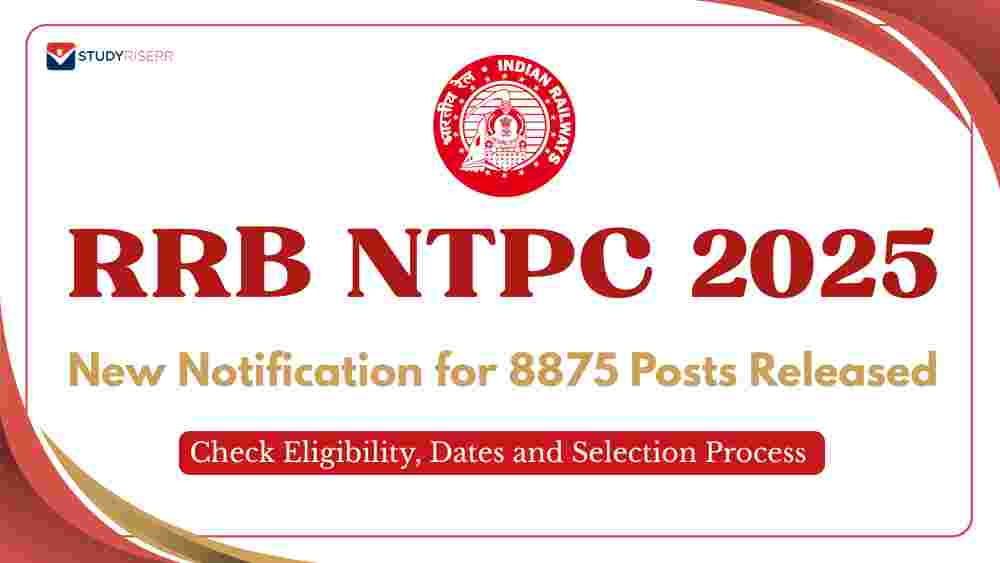 STUDYRISERR
भारतीय रेल • INDIAN RAILWAYS
RRB NTPC 2025
New Notification for 8875 Posts Released
Check Eligibility, Dates and Selection Process